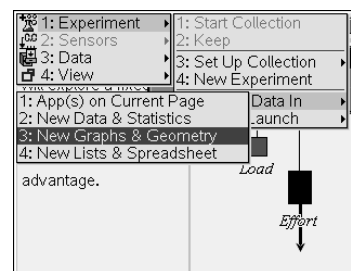 1: Experiment
2: Sensors
3: Data
4: View
1: Start Collection
2: Keep
3: Set Up Collection
4: New Experiment
Data In
Launch
1: App(s) on Current Page
2: New Data & Statistics
3: New Graphs & Geometry
4: New Lists & Spreadsheet
advantage.
Load
Effort